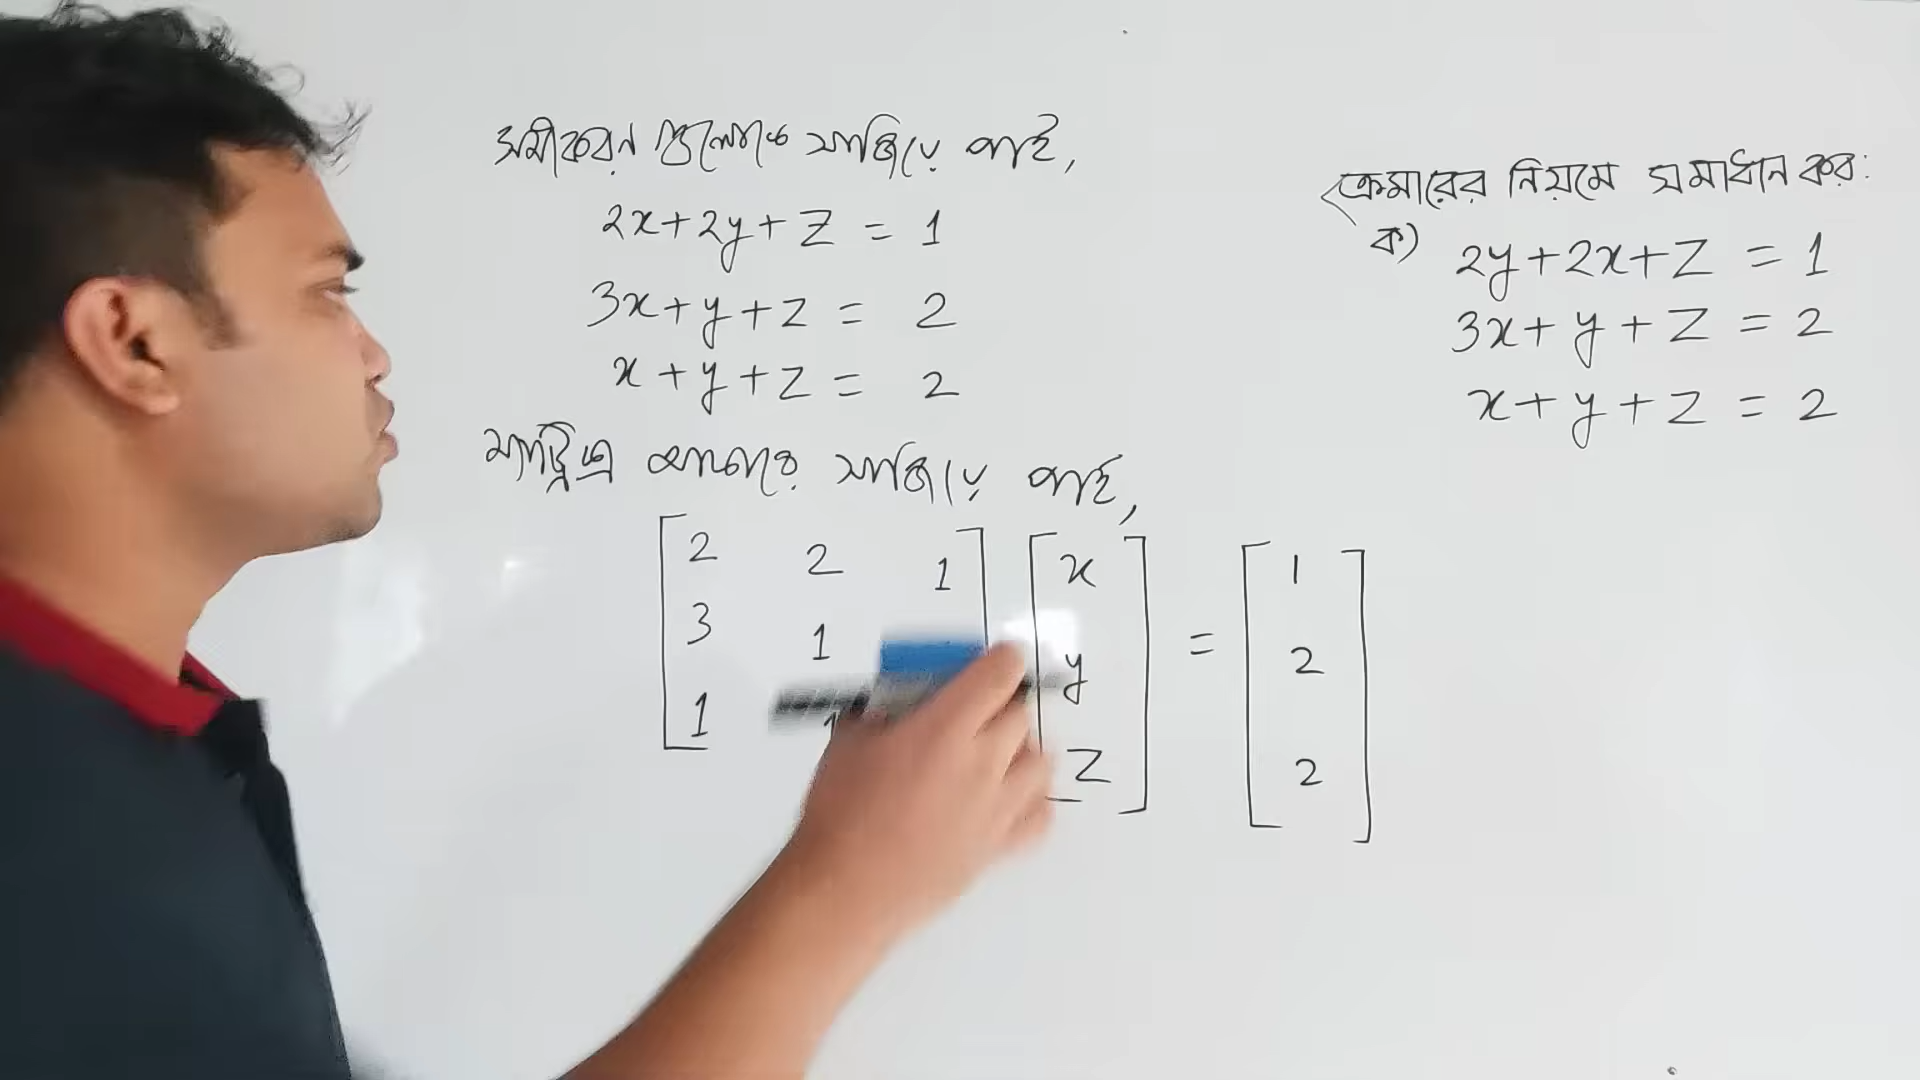 সমীকরণ গুলোকে সাজিয়ে পাই,
2x+2y+z = 1
3x+y+z = 2
x+y+z = 2
ম্যাট্রিক্স আকারে সাজিয়ে পাই,
[2 2 1] [x] = [1]
[3 1 [y] [2]
[1 1 [z] [2]
ক্রেমারের নিয়মে সমাধান কর:
ক) 2y+2x+z = 1
3x+y+z = 2
x+y+z = 2